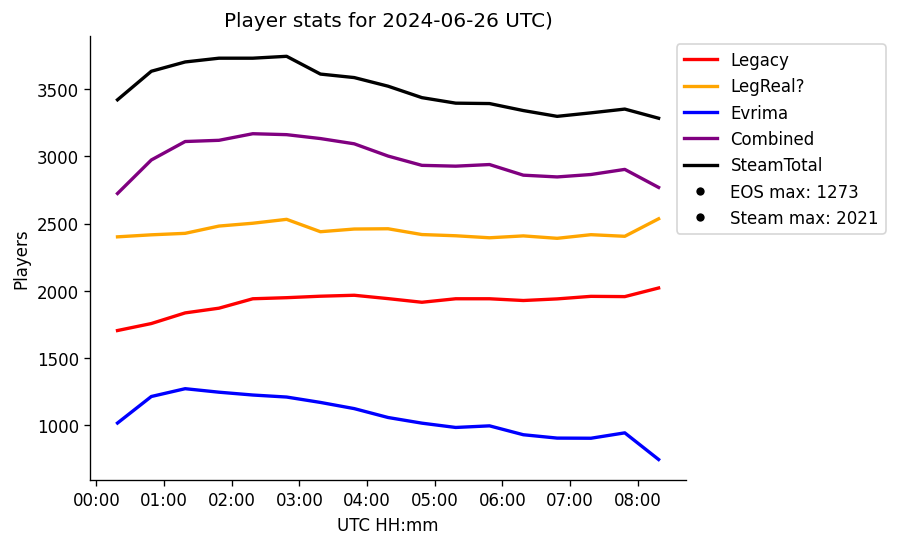 Player stats for 2024-06-26 UTC)
Legacy
LegReal?
Evrima
Combined
SteamTotal
EOS max: 1273
Steam max: 2021
Players
3500
3000
2500
2000
1500
1000
00:00 01:00 02:00 03:00 04:00 05:00 06:00 07:00 08:00
UTC HH:mm